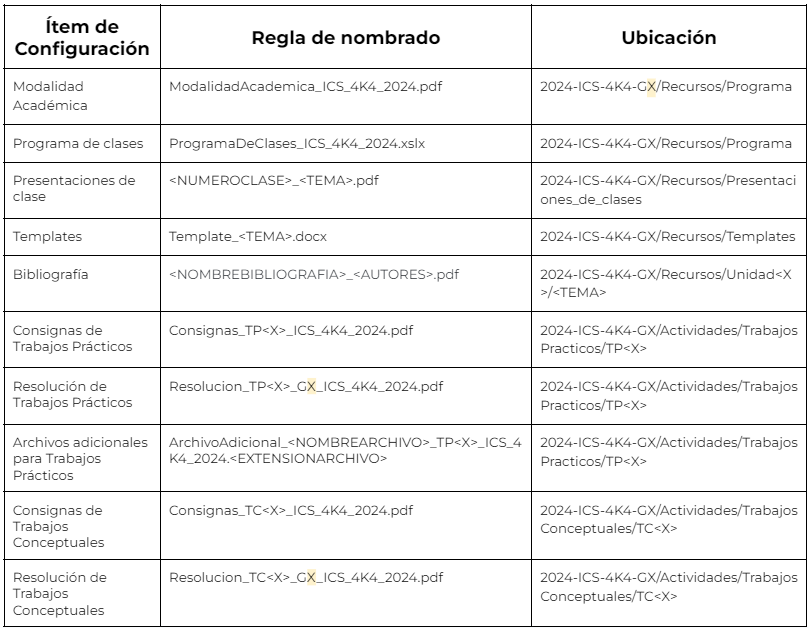 Ítem de
Configuración
Regla de nombrado
Ubicación
Modalidad
Académica
ModalidadAcademica_ICS_4K4_2024.pdf
2024-ICS-4K4-GX/Recursos/Programa
Programa de clases
ProgramaDeClases_ICS_4K4_2024.xslx
2024-ICS-4K4-GX/Recursos/Programa
Presentaciones de
clase
<NUMEROCLASE>_<TEMA>.pdf
2024-ICS-4K4-GX/Recursos/Presentaci
ones_de_clases
Templates
Template_<TEMA>.docx
2024-ICS-4K4-GX/Recursos/Templates
Bibliografía
<NOMBREBIBLIOGRAFIA>_<AUTORES>.pdf
2024-ICS-4K4-GX/Recursos/Unidad<X
>/<TEMA>
Consignas de
Trabajos Prácticos
Consignas_TP<X>_ICS_4K4_2024.pdf
2024-ICS-4K4-GX/Actividades/Trabajos
Practicos/TP<X>
Resolución de
Trabajos Prácticos
Resolucion_TP<X>_GX_ICS_4K4_2024.pdf
2024-ICS-4K4-GX/Actividades/Trabajos
Practicos/TP<X>
Archivos adicionales
para Trabajos
Prácticos
ArchivoAdicional_<NOMBREARCHIVO>_TP<X>_ICS_4
K4_2024.<EXTENSIONARCHIVO>
2024-ICS-4K4-GX/Actividades/Trabajos
Practicos/TP<X>
Consignas de
Trabajos
Conceptuales
Consignas_TC<X>_ICS_4K4_2024.pdf
2024-ICS-4K4-GX/Actividades/Trabajos
Conceptuales/TC<X>
Resolución de
Trabajos
Conceptuales
Resolucion_TC<X>_GX_ICS_4K4_2024.pdf
2024-ICS-4K4-GX/Actividades/Trabajos
Conceptuales/TC<X>